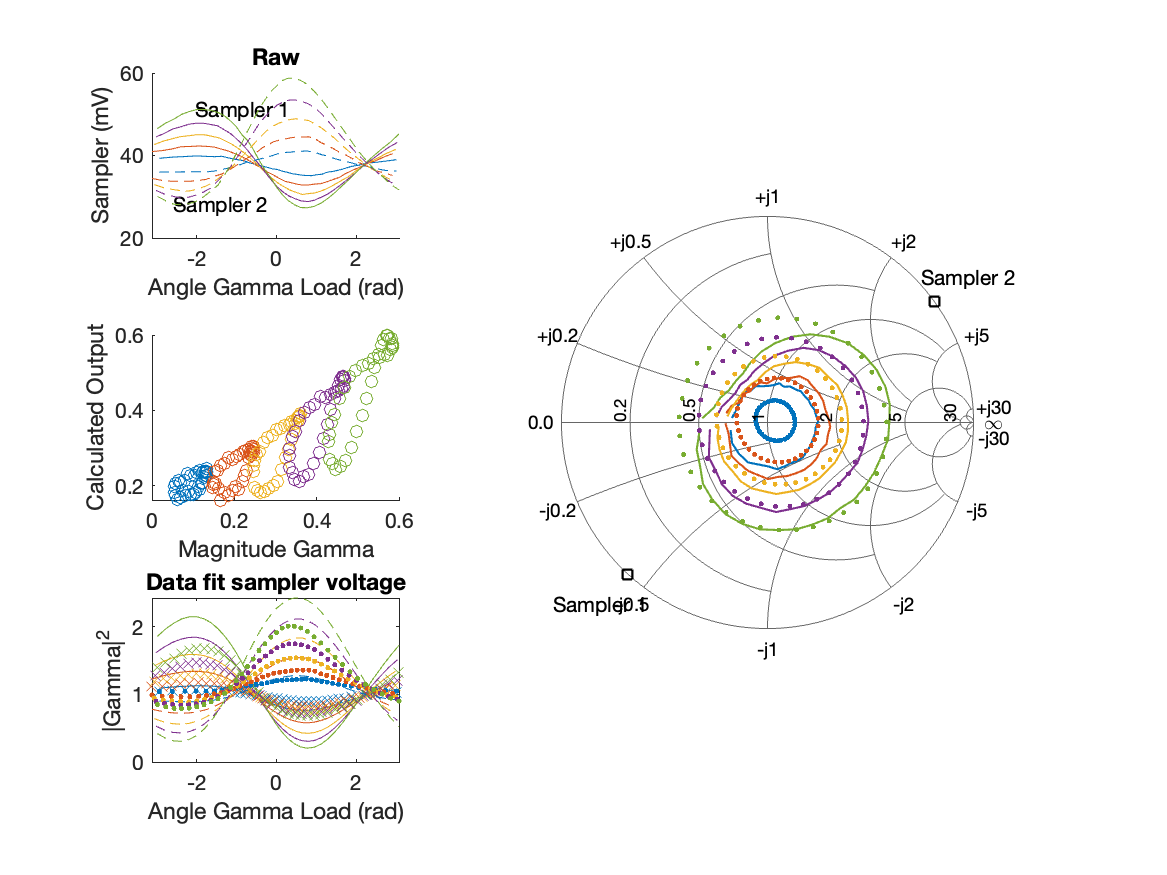 Raw
60
40
20
Sampler (mV)
Sampler 1
Sampler 2
-2
0
2
Angle Gamma Load (rad)
0.6
0.4
0.2
Calculated Output
0
0.2
0.4
0.6
Magnitude Gamma
Data fit sampler voltage
2
1
0
|Gamma|2
-2
0
2
Angle Gamma Load (rad)
+j1
+j0.5
+j2
Sampler 2
+j0.2
+j5
0.0
0.2
0.5
1
2
5
30
+j30
∞
-j30
-j0.2
-j5
Sampler 1
-j0.5
-j2
-j1